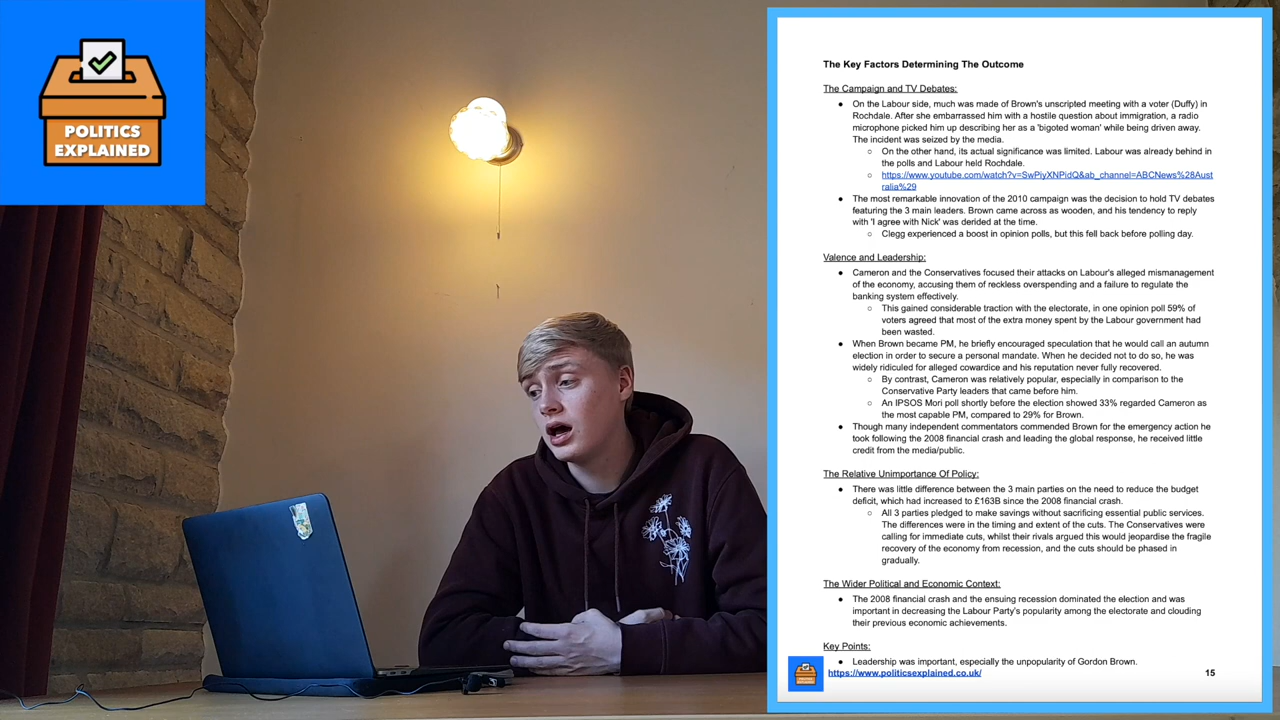 POLITICS
EXPLAINED
The Key Factors Determining The Outcome
The Campaign and TV Debates:
● On the Labour side, much was made of Brown's unscripted meeting with a voter (Duffy) in
Rochdale. After she embarrassed him with a hostile question about immigration, a radio
microphone picked him up describing her as a 'bigoted woman' while being driven away.
The incident was seized by the media.
○ On the other hand, its actual significance was limited. Labour was already behind in
the polls and Labour held Rochdale.
○ https://www.youtube.com/watch?v=SwPiyXNPidQ&ab_channel=ABCNews%28Aust
ralia%29
● The most remarkable innovation of the 2010 campaign was the decision to hold TV debates
featuring the 3 main leaders. Brown came across as wooden, and his tendency to reply
with 'I agree with Nick' was derided at the time.
○ Clegg experienced a boost in opinion polls, but this fell back before polling day.
Valence and Leadership:
● Cameron and the Conservatives focused their attacks on Labour's alleged mismanagement
of the economy, accusing them of reckless overspending and a failure to regulate the
banking system effectively.
○ This gained considerable traction with the electorate, in one opinion poll 59% of
voters agreed that most of the extra money spent by the Labour government had
been wasted.
● When Brown became PM, he briefly encouraged speculation that he would call an autumn
election in order to secure a personal mandate. When he decided not to do so, he was
widely ridiculed for alleged cowardice and his reputation never fully recovered.
○ By contrast, Cameron was relatively popular, especially in comparison to the
Conservative Party leaders that came before him.
○ An IPSOS Mori poll shortly before the election showed 33% regarded Cameron as
the most capable PM, compared to 29% for Brown.
● Though many independent commentators commended Brown for the emergency action he
took following the 2008 financial crash and leading the global response, he received little
credit from the media/public.
The Relative Unimportance Of Policy:
● There was little difference between the 3 main parties on the need to reduce the budget
deficit, which had increased to £163B since the 2008 financial crash.
○ All 3 parties pledged to make savings without sacrificing essential public services.
The differences were in the timing and extent of the cuts. The Conservatives were
calling for immediate cuts, whilst their rivals argued this would jeopardise the fragile
recovery of the economy from recession, and the cuts should be phased in
gradually.
The Wider Political and Economic Context:
● The 2008 financial crash and the ensuing recession dominated the election and was
important in decreasing the Labour Party's popularity among the electorate and clouding
their previous economic achievements.
Key Points:
● Leadership was important, especially the unpopularity of Gordon Brown.
https://www.politicsexplained.co.uk/
15